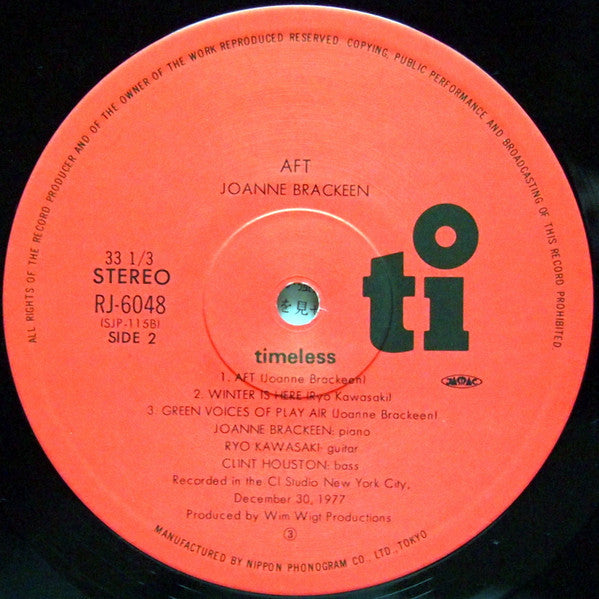 ALL RIGHTS OF THE RECORD PRODUCER AND OF THE OWNER OF THE WORK REPRODUCED RESERVED COPYING, PUBLIC PERFORMANCE AND BROADCASTING OF THIS RECORD PROHIBITED
AFT
JOANNE BRACKEEN
ti
33 1/3
STEREO
RJ-6048
(SJP-115B)
SIDE 2
を見
timeless
1. AFT (Joanne Brackeen)
2. WINTER IS HERE (Ryo Kawasaki)
3. GREEN VOICES OF PLAY AIR (Joanne Brackeen)
JOANNE BRACKEEN: piano
RYO KAWASAKI: guitar
CLINT HOUSTON: bass
Recorded in the CI Studio New York City,
December 30, 1977
Produced by Wim Wigt Productions
③
MANUFACTURED BY NIPPON PHONOGRAM CO., LTD., TOKYO